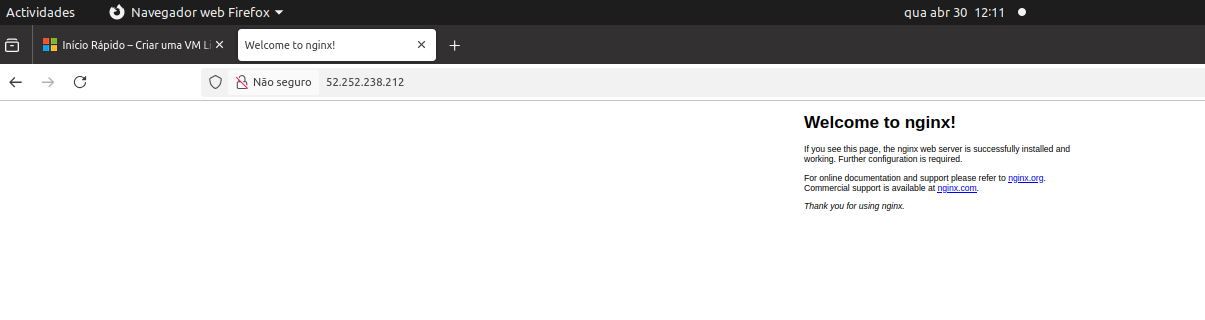 Actividades Navegador web Firefox qua abr 30 12:11
Início Rápido – Criar uma VM Li Welcome to nginx!
Não seguro 52.252.238.212
Welcome to nginx!
If you see this page, the nginx web server is successfully installed and
working. Further configuration is required.
For online documentation and support please refer to nginx.org.
Commercial support is available at nginx.com.
Thank you for using nginx.